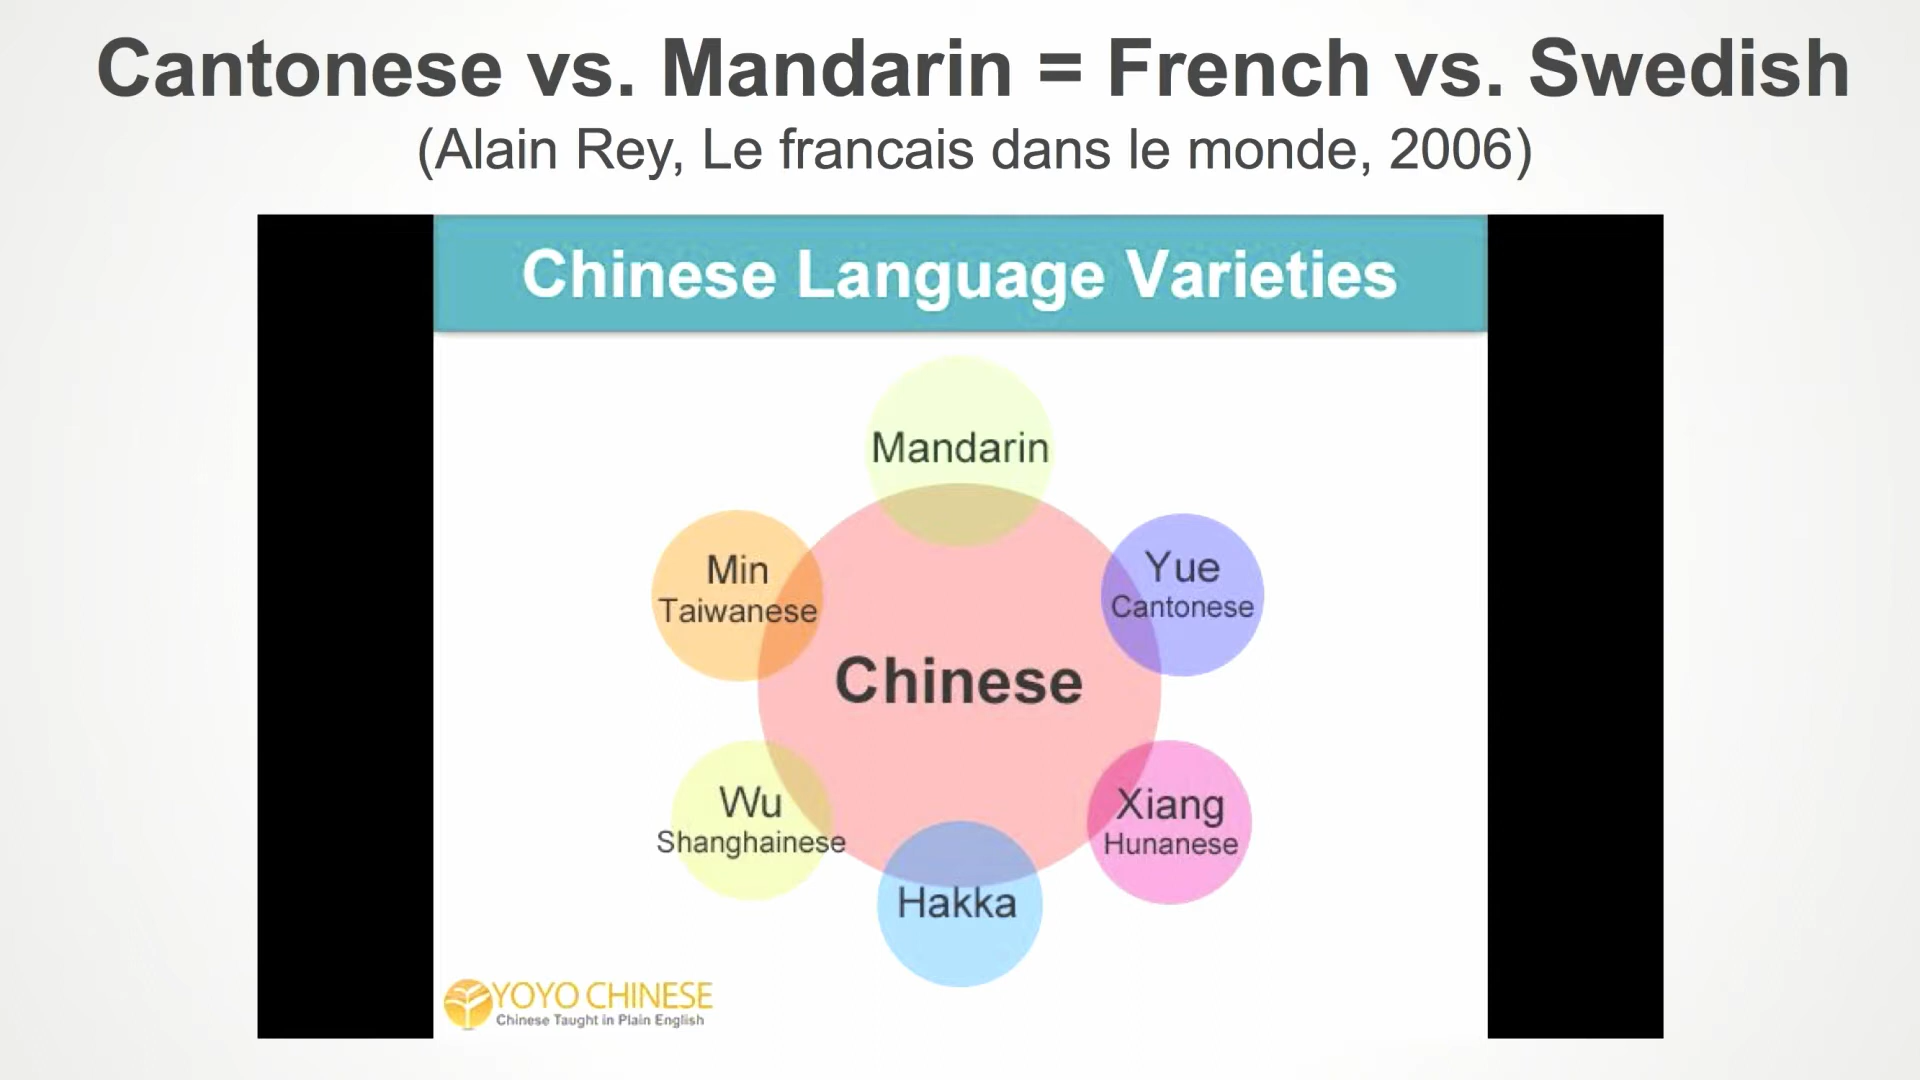 Cantonese vs. Mandarin = French vs. Swedish
(Alain Rey, Le francais dans le monde, 2006)
Chinese Language Varieties
Mandarin
Min
Taiwanese
Yue
Cantonese
Chinese
Wu
Shanghainese
Xiang
Hunanese
Hakka
YOYO CHINESE
Chinese Taught in Plain English